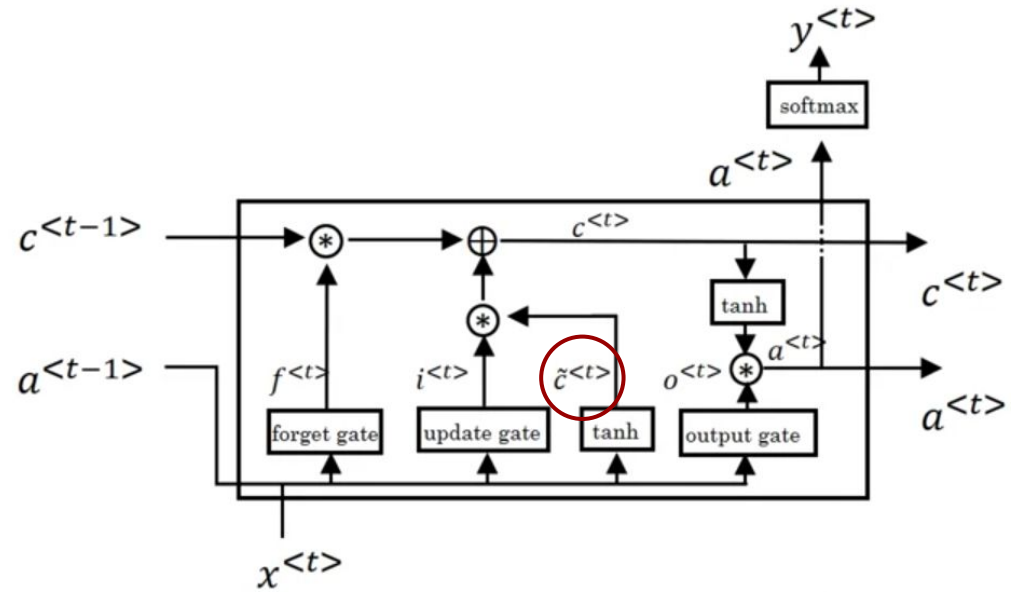 y<t>
softmax
a<t>
c<t-1>
c<t>
c<t>
tanh
a<t>
a<t-1>
f<t>
i<t>
c̃<t>
o<t>
a<t>
forget gate
update gate
tanh
output gate
x<t>